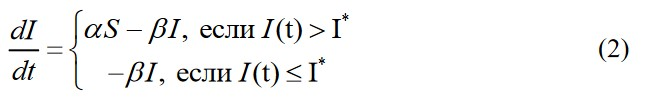 dI/dt = { αS − βI, если I(t) > I*
−βI, если I(t) ≤ I*
(2)